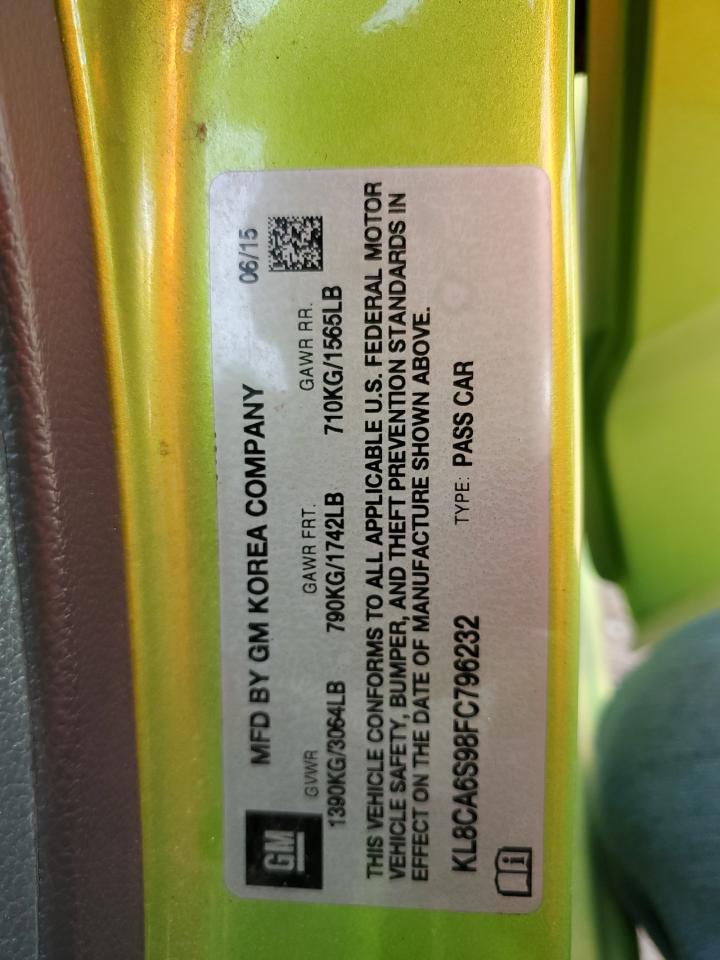 GM
MFD BY GM KOREA COMPANY
06/15
GVWR
GAWR FRT.
GAWR RR.
1390KG/3064LB
790KG/1742LB
710KG/1565LB
THIS VEHICLE CONFORMS TO ALL APPLICABLE U.S. FEDERAL MOTOR
VEHICLE SAFETY, BUMPER, AND THEFT PREVENTION STANDARDS IN
EFFECT ON THE DATE OF MANUFACTURE SHOWN ABOVE.
KL8CA6S98FC796232
TYPE: PASS CAR